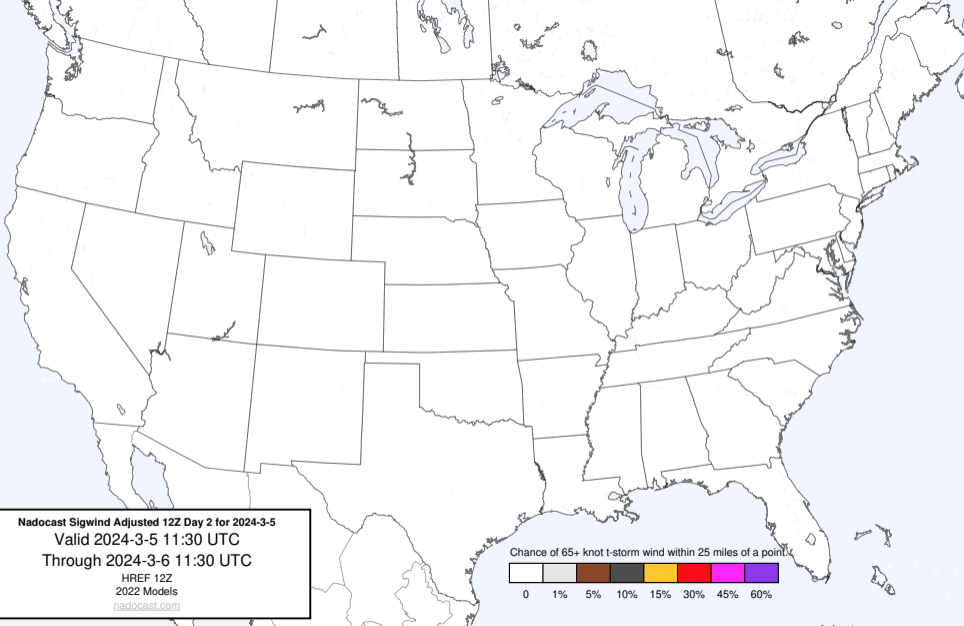 Nadocast Sigwind Adjusted 12Z Day 2 for 2024-3-5
Valid 2024-3-5 11:30 UTC
Through 2024-3-6 11:30 UTC
HREF 12Z
2022 Models
nadocast.com
Chance of 65+ knot t-storm wind within 25 miles of a point.
0 1% 5% 10% 15% 30% 45% 60%